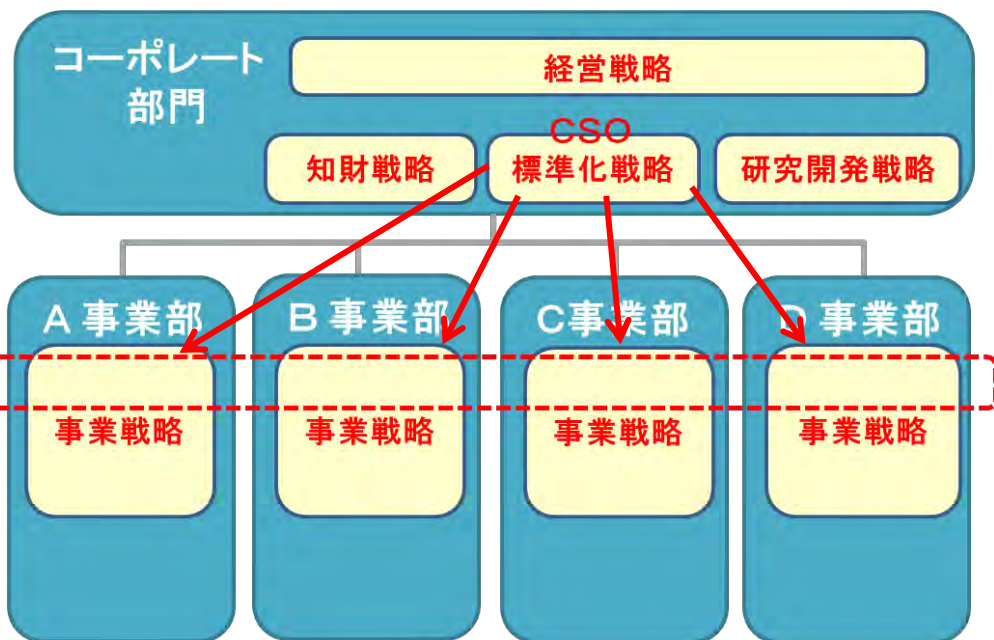 コーポレート
部門
経営戦略
知財戦略
CSO
標準化戦略
研究開発戦略
A 事業部
B 事業部
C事業部
D 事業部
事業戦略
事業戦略
事業戦略
事業戦略